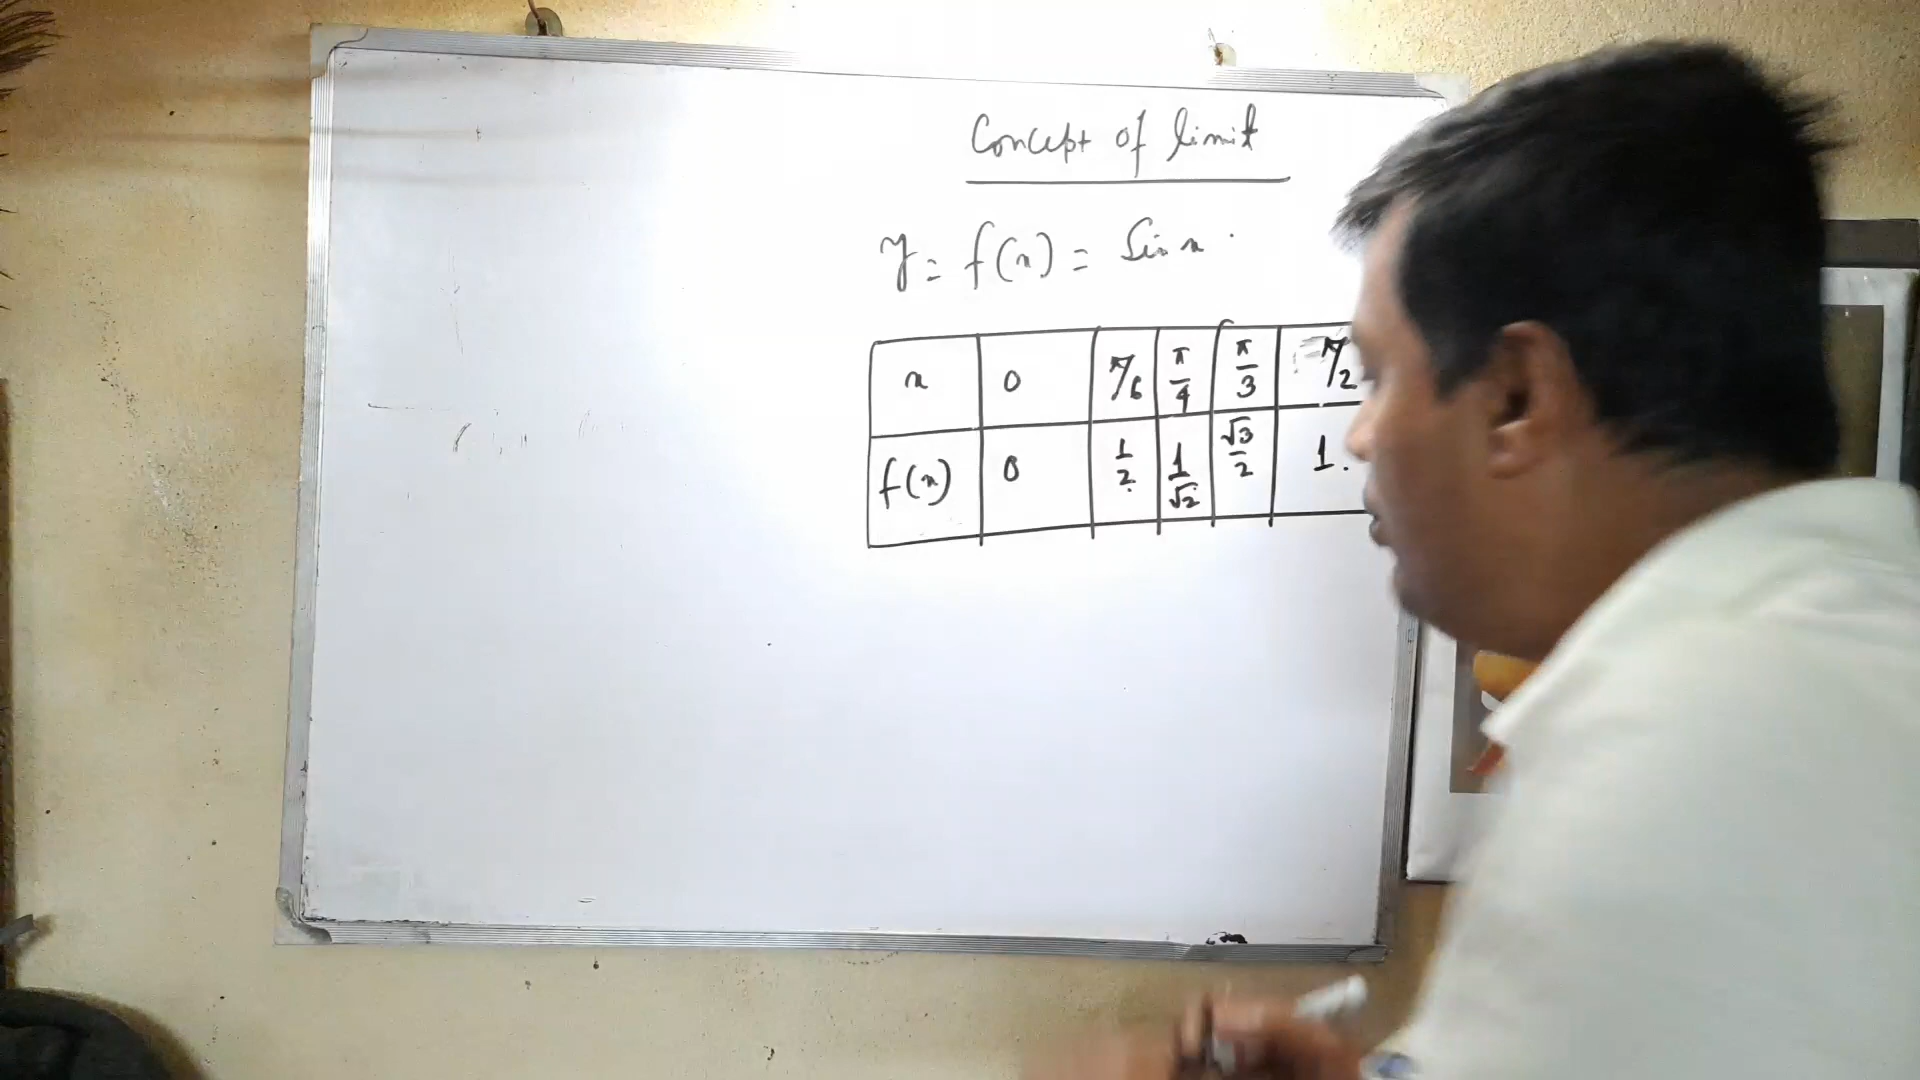 Concept of limit
y = f(x) = Sin x .
x 0 π/6 π/4 π/3 π/2
f(x) 0 1/2 1/√2 √3/2 1.